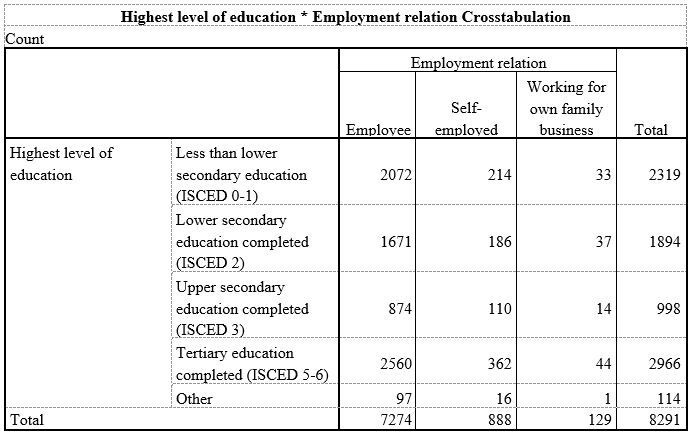 Highest level of education * Employment relation Crosstabulation
Count
Employment relation
Employee
Self-
employed
Working for
own family
business
Total
Highest level of
education
Less than lower
secondary education
(ISCED 0-1)
2072 214 33 2319
Lower secondary
education completed
(ISCED 2)
1671 186 37 1894
Upper secondary
education completed
(ISCED 3)
874 110 14 998
Tertiary education
completed (ISCED 5-6)
2560 362 44 2966
Other 97 16 1 114
Total 7274 888 129 8291